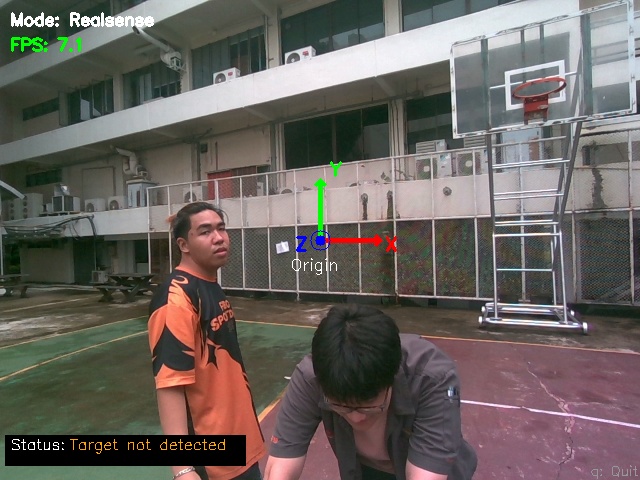 Mode: Realsense
FPS: 7.1
Y
Z
X
Origin
Status: Target not detected
q: Quit